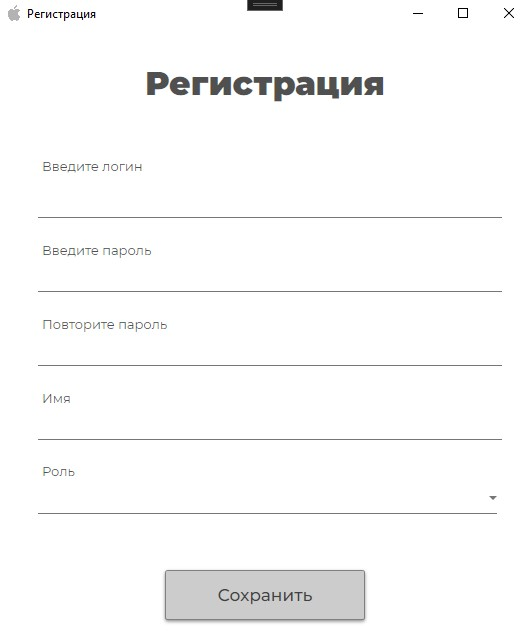 Регистрация
Регистрация
Введите логин
Введите пароль
Повторите пароль
Имя
Роль
Сохранить